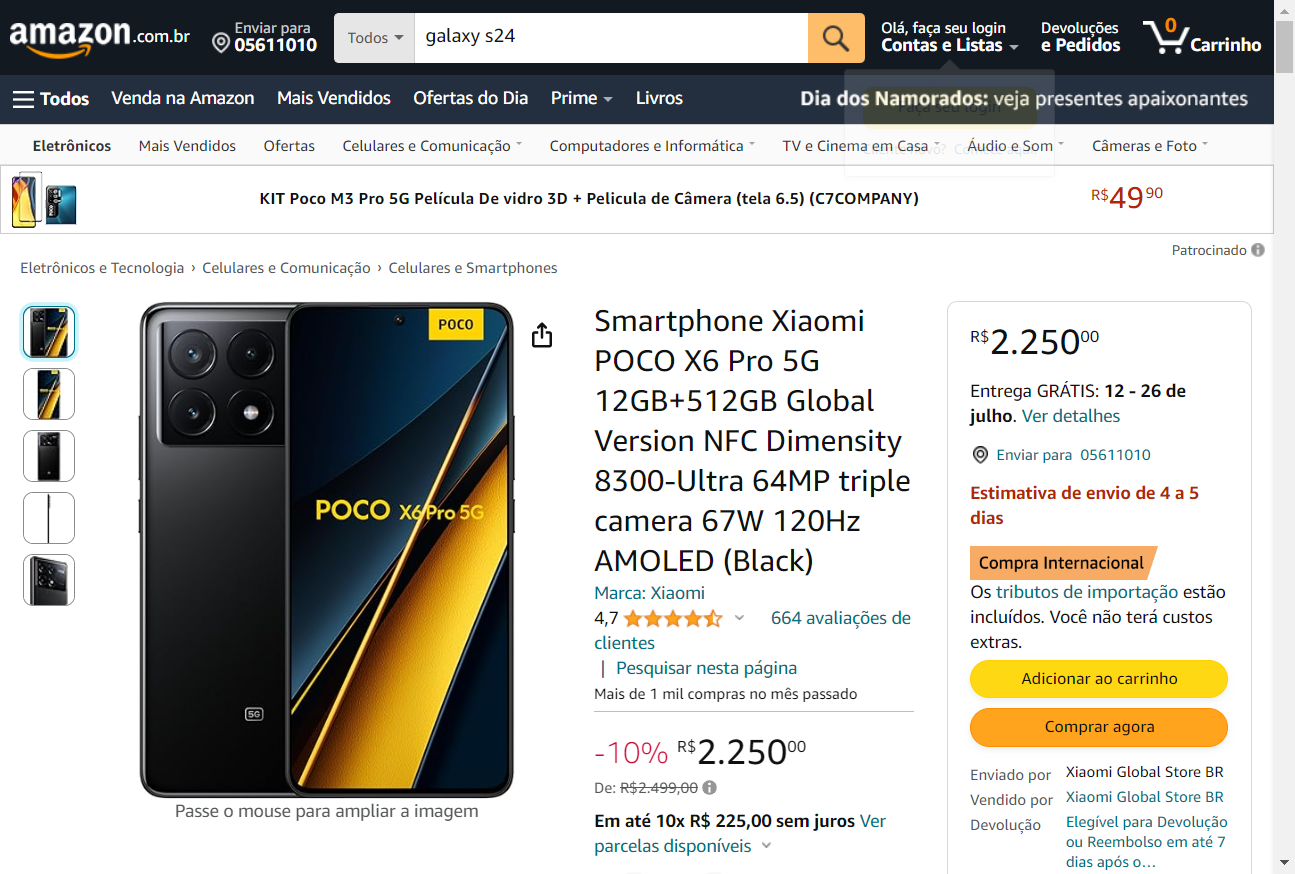 amazon.com.br
Enviar para
05611010
Todos
galaxy s24
Olá, faça seu login
Contas e Listas
Devoluções
e Pedidos
0
Carrinho
Todos
Venda na Amazon
Mais Vendidos
Ofertas do Dia
Prime
Livros
Dia dos Namorados: veja presentes apaixonantes
Faça seu login
Eletrônicos
Mais Vendidos
Ofertas
Celulares e Comunicação
Computadores e Informática
TV e Cinema em Casa
Áudio e Som
Câmeras e Foto
KIT Poco M3 Pro 5G Película De vidro 3D + Pelicula de Câmera (tela 6.5) (C7COMPANY)
R$4990
Patrocinado
Eletrônicos e Tecnologia › Celulares e Comunicação › Celulares e Smartphones
POCO
POCO X6 Pro 5G
5G
Passe o mouse para ampliar a imagem
Smartphone Xiaomi
POCO X6 Pro 5G
12GB+512GB Global
Version NFC Dimensity
8300-Ultra 64MP triple
camera 67W 120Hz
AMOLED (Black)
Marca: Xiaomi
4,7
664 avaliações de
clientes
| Pesquisar nesta página
Mais de 1 mil compras no mês passado
-10% R$2.25000
De: R$2.499,00
Em até 10x R$ 225,00 sem juros Ver
parcelas disponíveis
R$2.25000
Entrega GRÁTIS: 12 - 26 de
julho. Ver detalhes
Enviar para 05611010
Estimativa de envio de 4 a 5
dias
Compra Internacional
Os tributos de importação estão
incluídos. Você não terá custos
extras.
Adicionar ao carrinho
Comprar agora
Enviado por Xiaomi Global Store BR
Vendido por Xiaomi Global Store BR
Devolução Elegível para Devolução
ou Reembolso em até 7
dias após o…